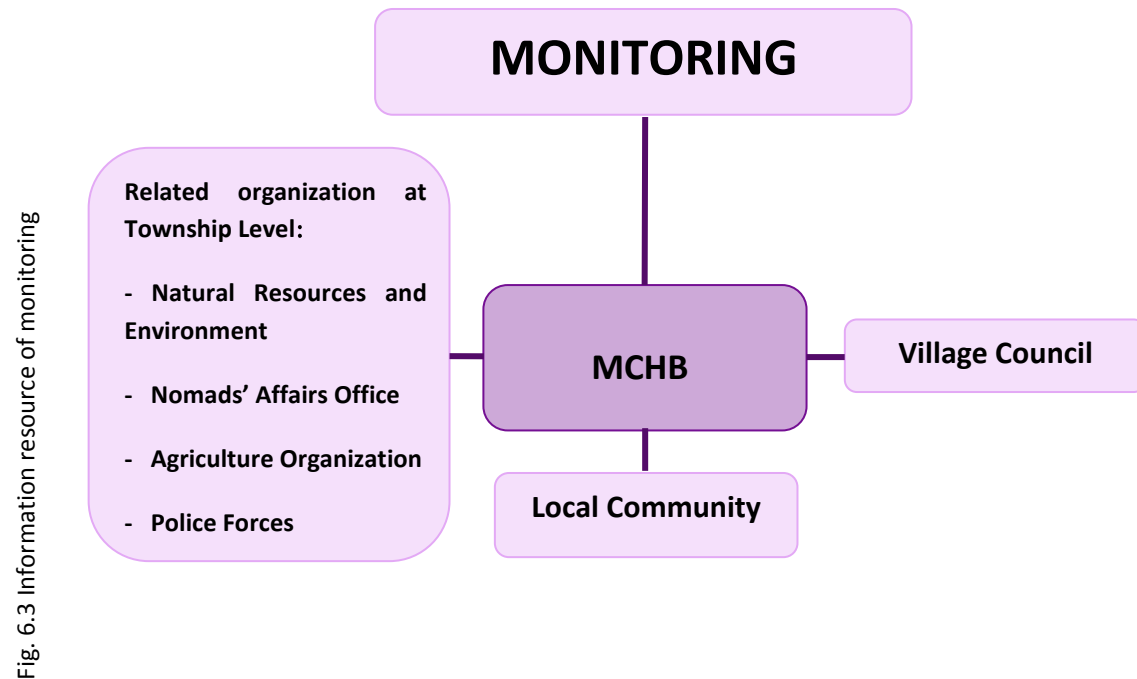 MONITORING
Related organization at
Township Level:
- Natural Resources and
Environment
- Nomads’ Affairs Office
- Agriculture Organization
- Police Forces
MCHB
Village Council
Local Community
Fig. 6.3 Information resource of monitoring